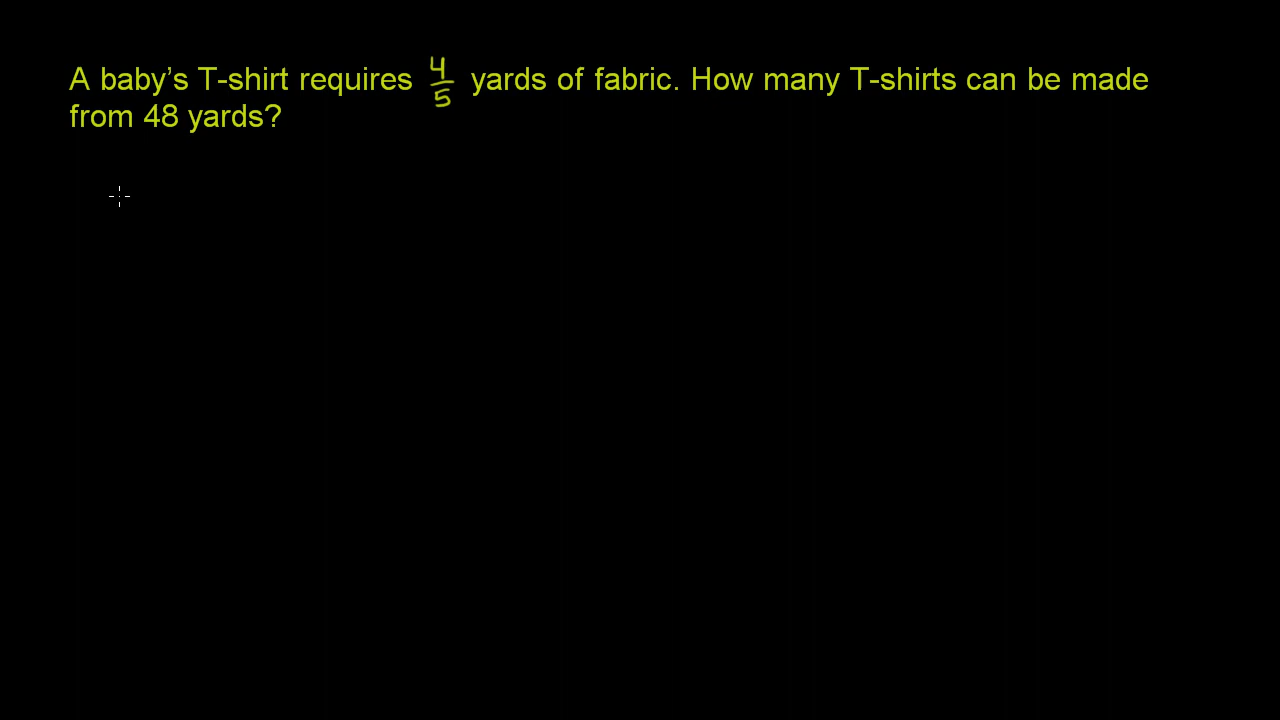 A baby’s T-shirt requires 4/5 yards of fabric. How many T-shirts can be made
from 48 yards?